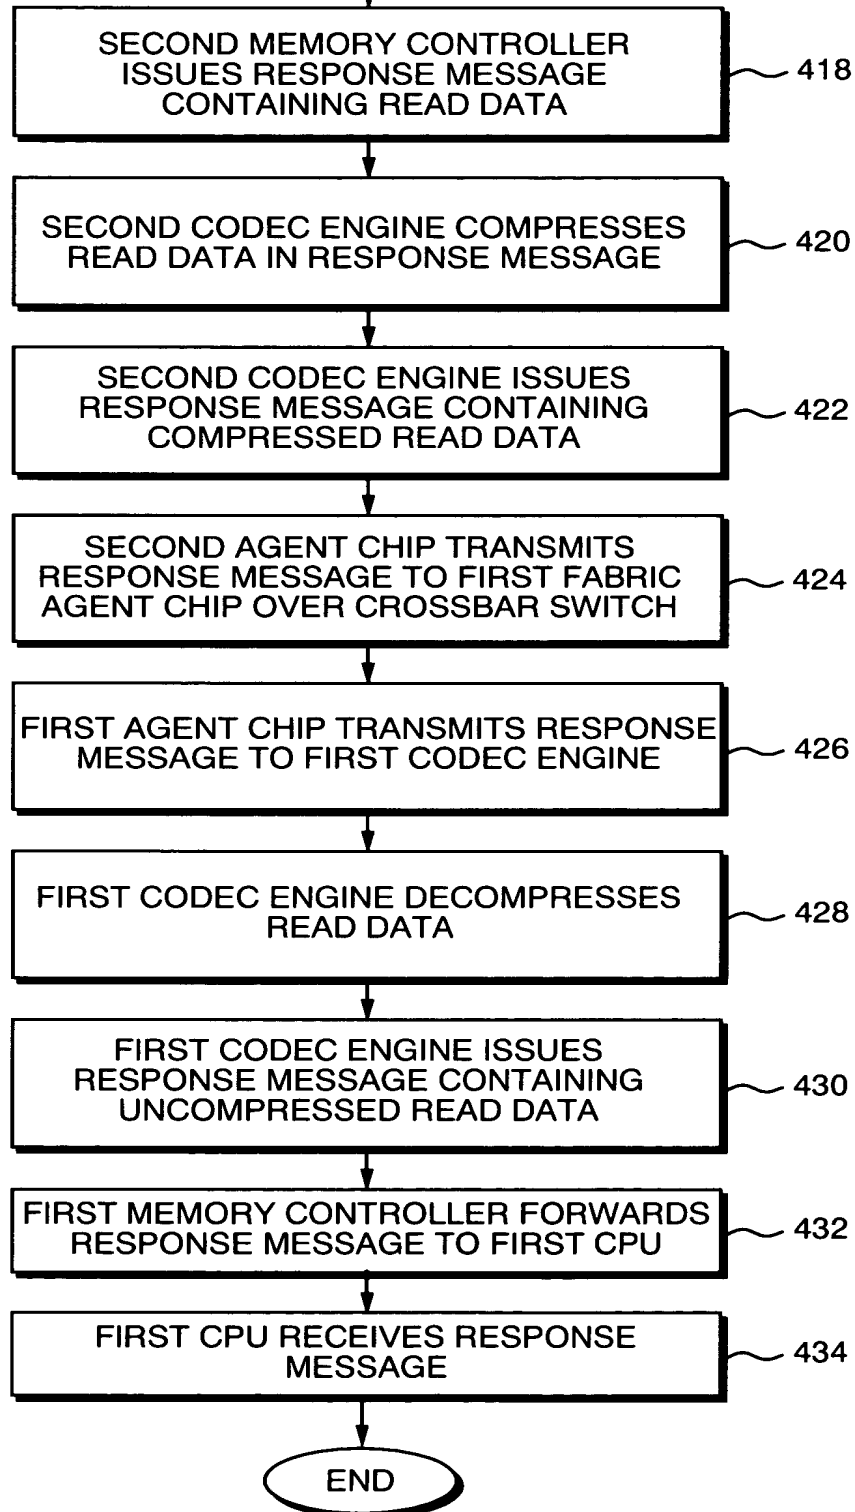 SECOND MEMORY CONTROLLER
ISSUES RESPONSE MESSAGE
CONTAINING READ DATA
418
SECOND CODEC ENGINE COMPRESSES
READ DATA IN RESPONSE MESSAGE
420
SECOND CODEC ENGINE ISSUES
RESPONSE MESSAGE CONTAINING
COMPRESSED READ DATA
422
SECOND AGENT CHIP TRANSMITS
RESPONSE MESSAGE TO FIRST FABRIC
AGENT CHIP OVER CROSSBAR SWITCH
424
FIRST AGENT CHIP TRANSMITS RESPONSE
MESSAGE TO FIRST CODEC ENGINE
426
FIRST CODEC ENGINE DECOMPRESSES
READ DATA
428
FIRST CODEC ENGINE ISSUES
RESPONSE MESSAGE CONTAINING
UNCOMPRESSED READ DATA
430
FIRST MEMORY CONTROLLER FORWARDS
RESPONSE MESSAGE TO FIRST CPU
432
FIRST CPU RECEIVES RESPONSE
MESSAGE
434
END